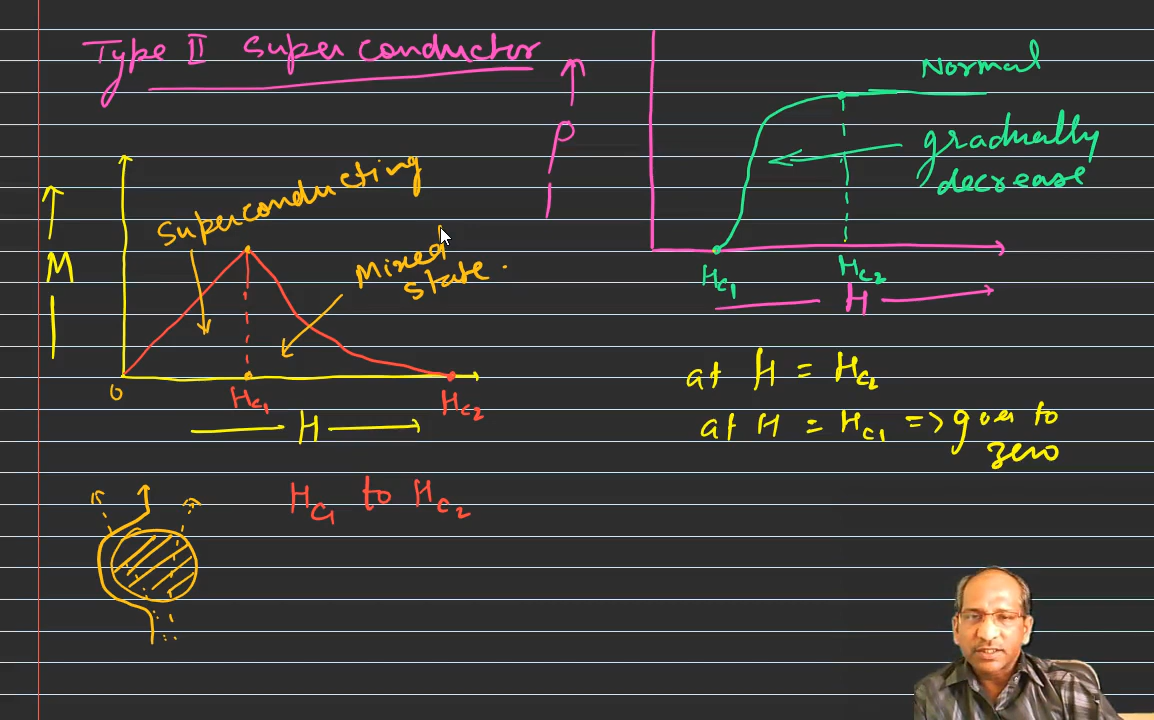 Type II Superconductor
ρ
Normal
gradually
decrease
Hc1
Hc2
H
Superconducting
Mixed
state.
M
0
Hc1
Hc2
H
at H = Hc2
at H = Hc1 => goes to
zero
Hc1 to Hc2